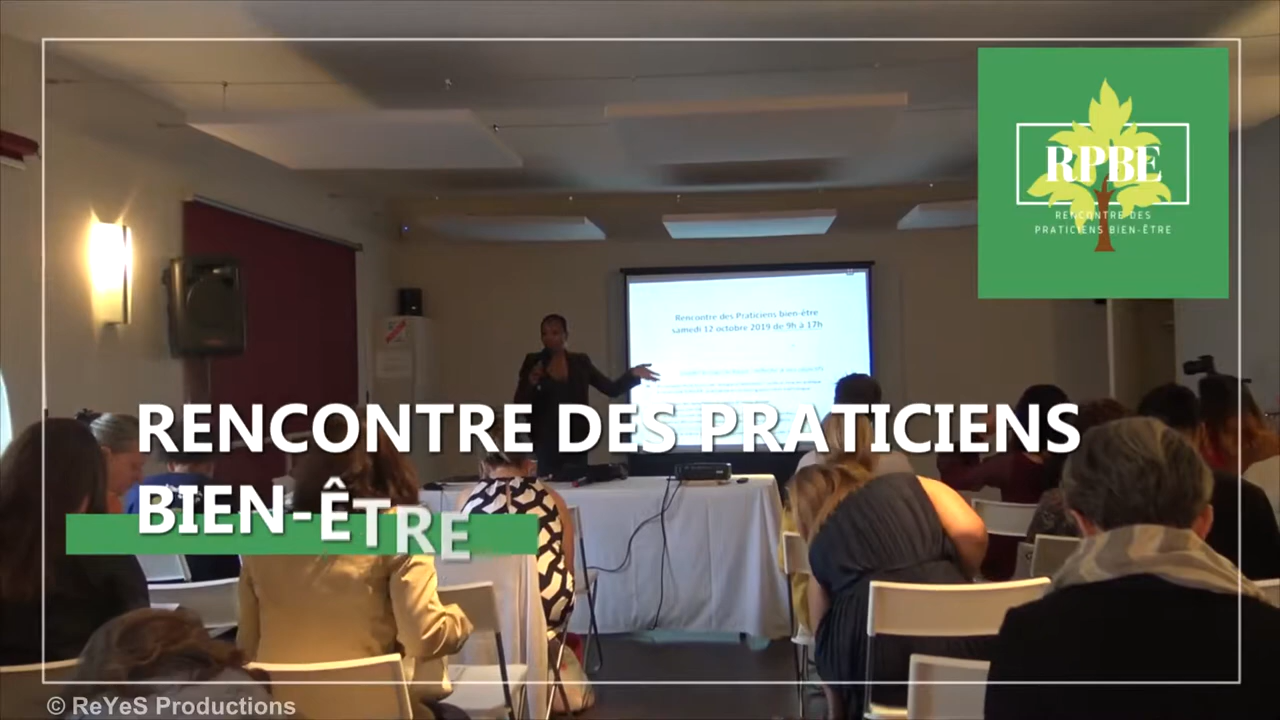 RPBE
RENCONTRE DES
PRATICIENS BIEN-ÊTRE
Rencontre des Praticiens bien-être
samedi 12 octobre 2019 de 9h à 17h
RENCONTRE DES PRATICIENS
BIEN-ÊTRE
© ReYeS Productions